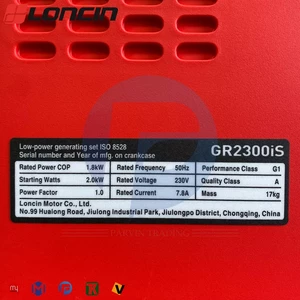 LONCIN
Low-power generating set ISO 8528
Serial number and Year of mfg. on crankcase
GR2300iS
Rated Power COP 1.8kW Rated Frequency 50Hz Performance Class G1
Starting Watts 2.0kW Rated Voltage 230V Quality Class A
Power Factor 1.0 Rated Current 7.8A Mass 17kg
Loncin Motor Co., Ltd.
No.99 Hualong Road, Jiulong Industrial Park, Jiulongpo District, Chongqing, China